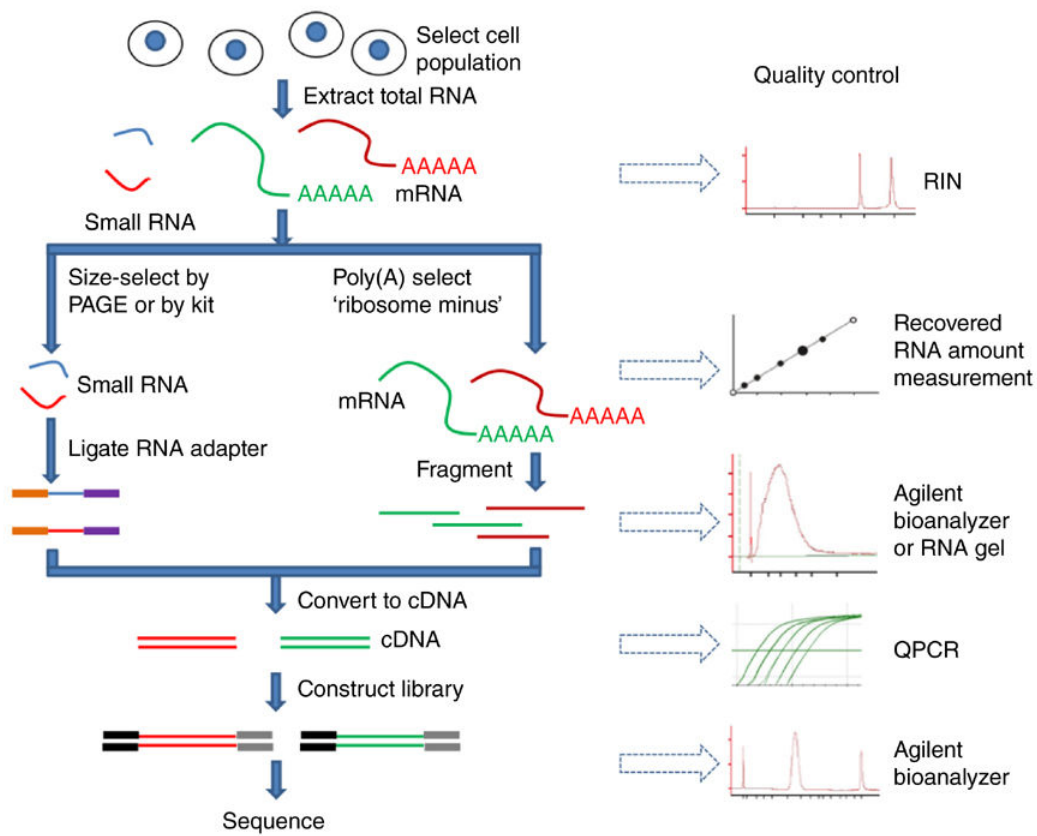 Select cell
population
Quality control
Extract total RNA
AAAAA
AAAAA
mRNA
RIN
Small RNA
Size-select by
PAGE or by kit
Poly(A) select
‘ribosome minus’
Recovered
RNA amount
measurement
Small RNA
mRNA
AAAAA
AAAAA
Ligate RNA adapter
Fragment
Agilent
bioanalyzer
or RNA gel
Convert to cDNA
cDNA
QPCR
Construct library
Agilent
bioanalyzer
Sequence